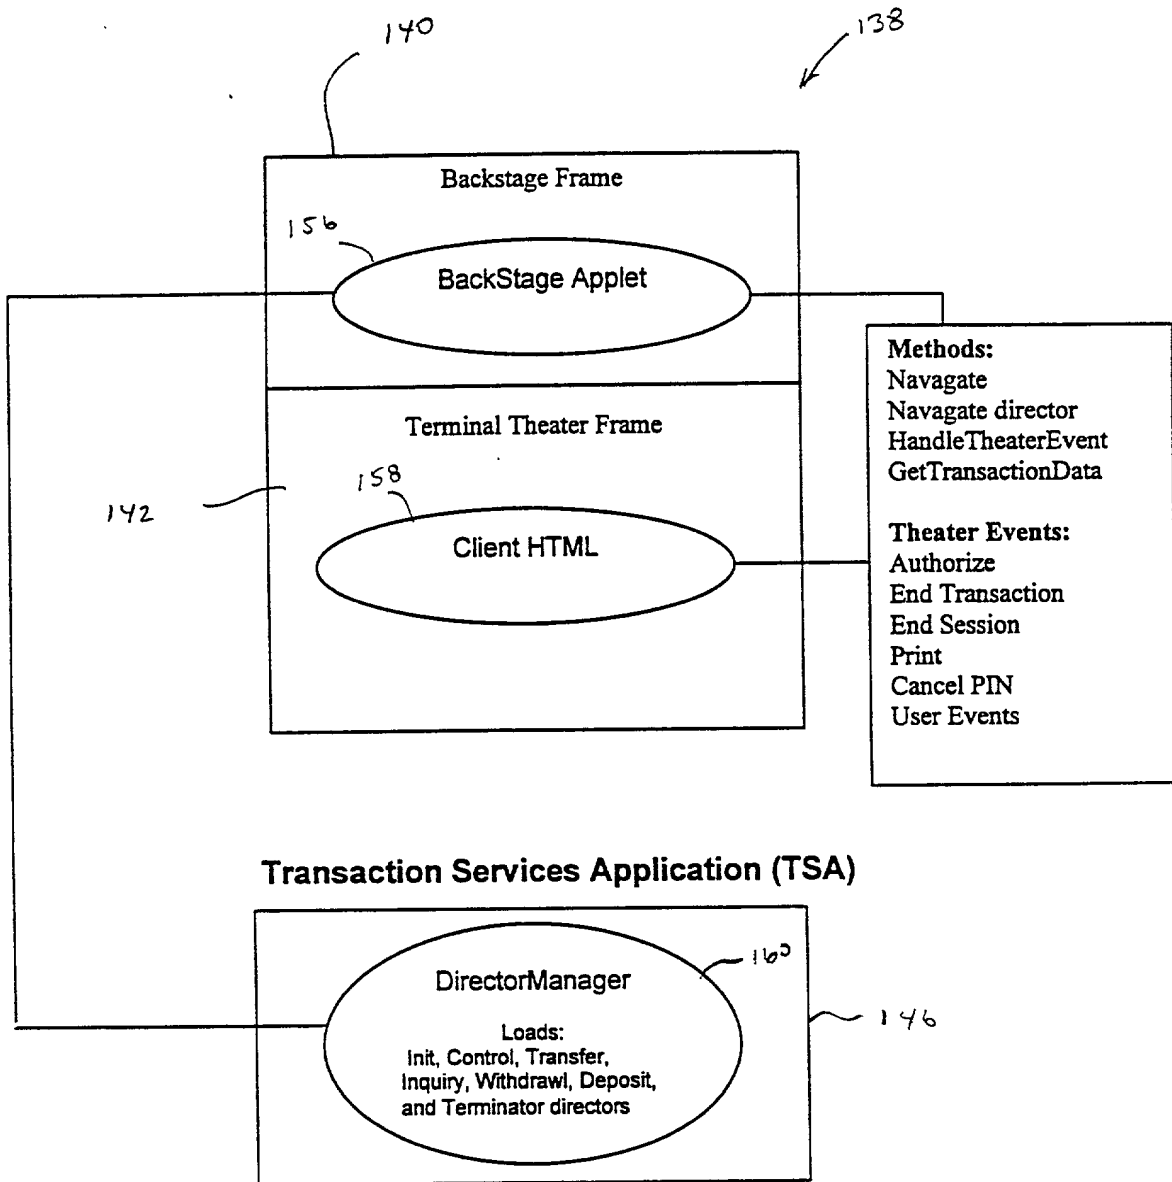 140
138
Backstage Frame
156
BackStage Applet
Methods:
Navagate
Navagate director
HandleTheaterEvent
GetTransactionData
Theater Events:
Authorize
End Transaction
End Session
Print
Cancel PIN
User Events
Terminal Theater Frame
158
142
Client HTML
Transaction Services Application (TSA)
160
DirectorManager
146
Loads:
Init, Control, Transfer,
Inquiry, Withdrawl, Deposit,
and Terminator directors